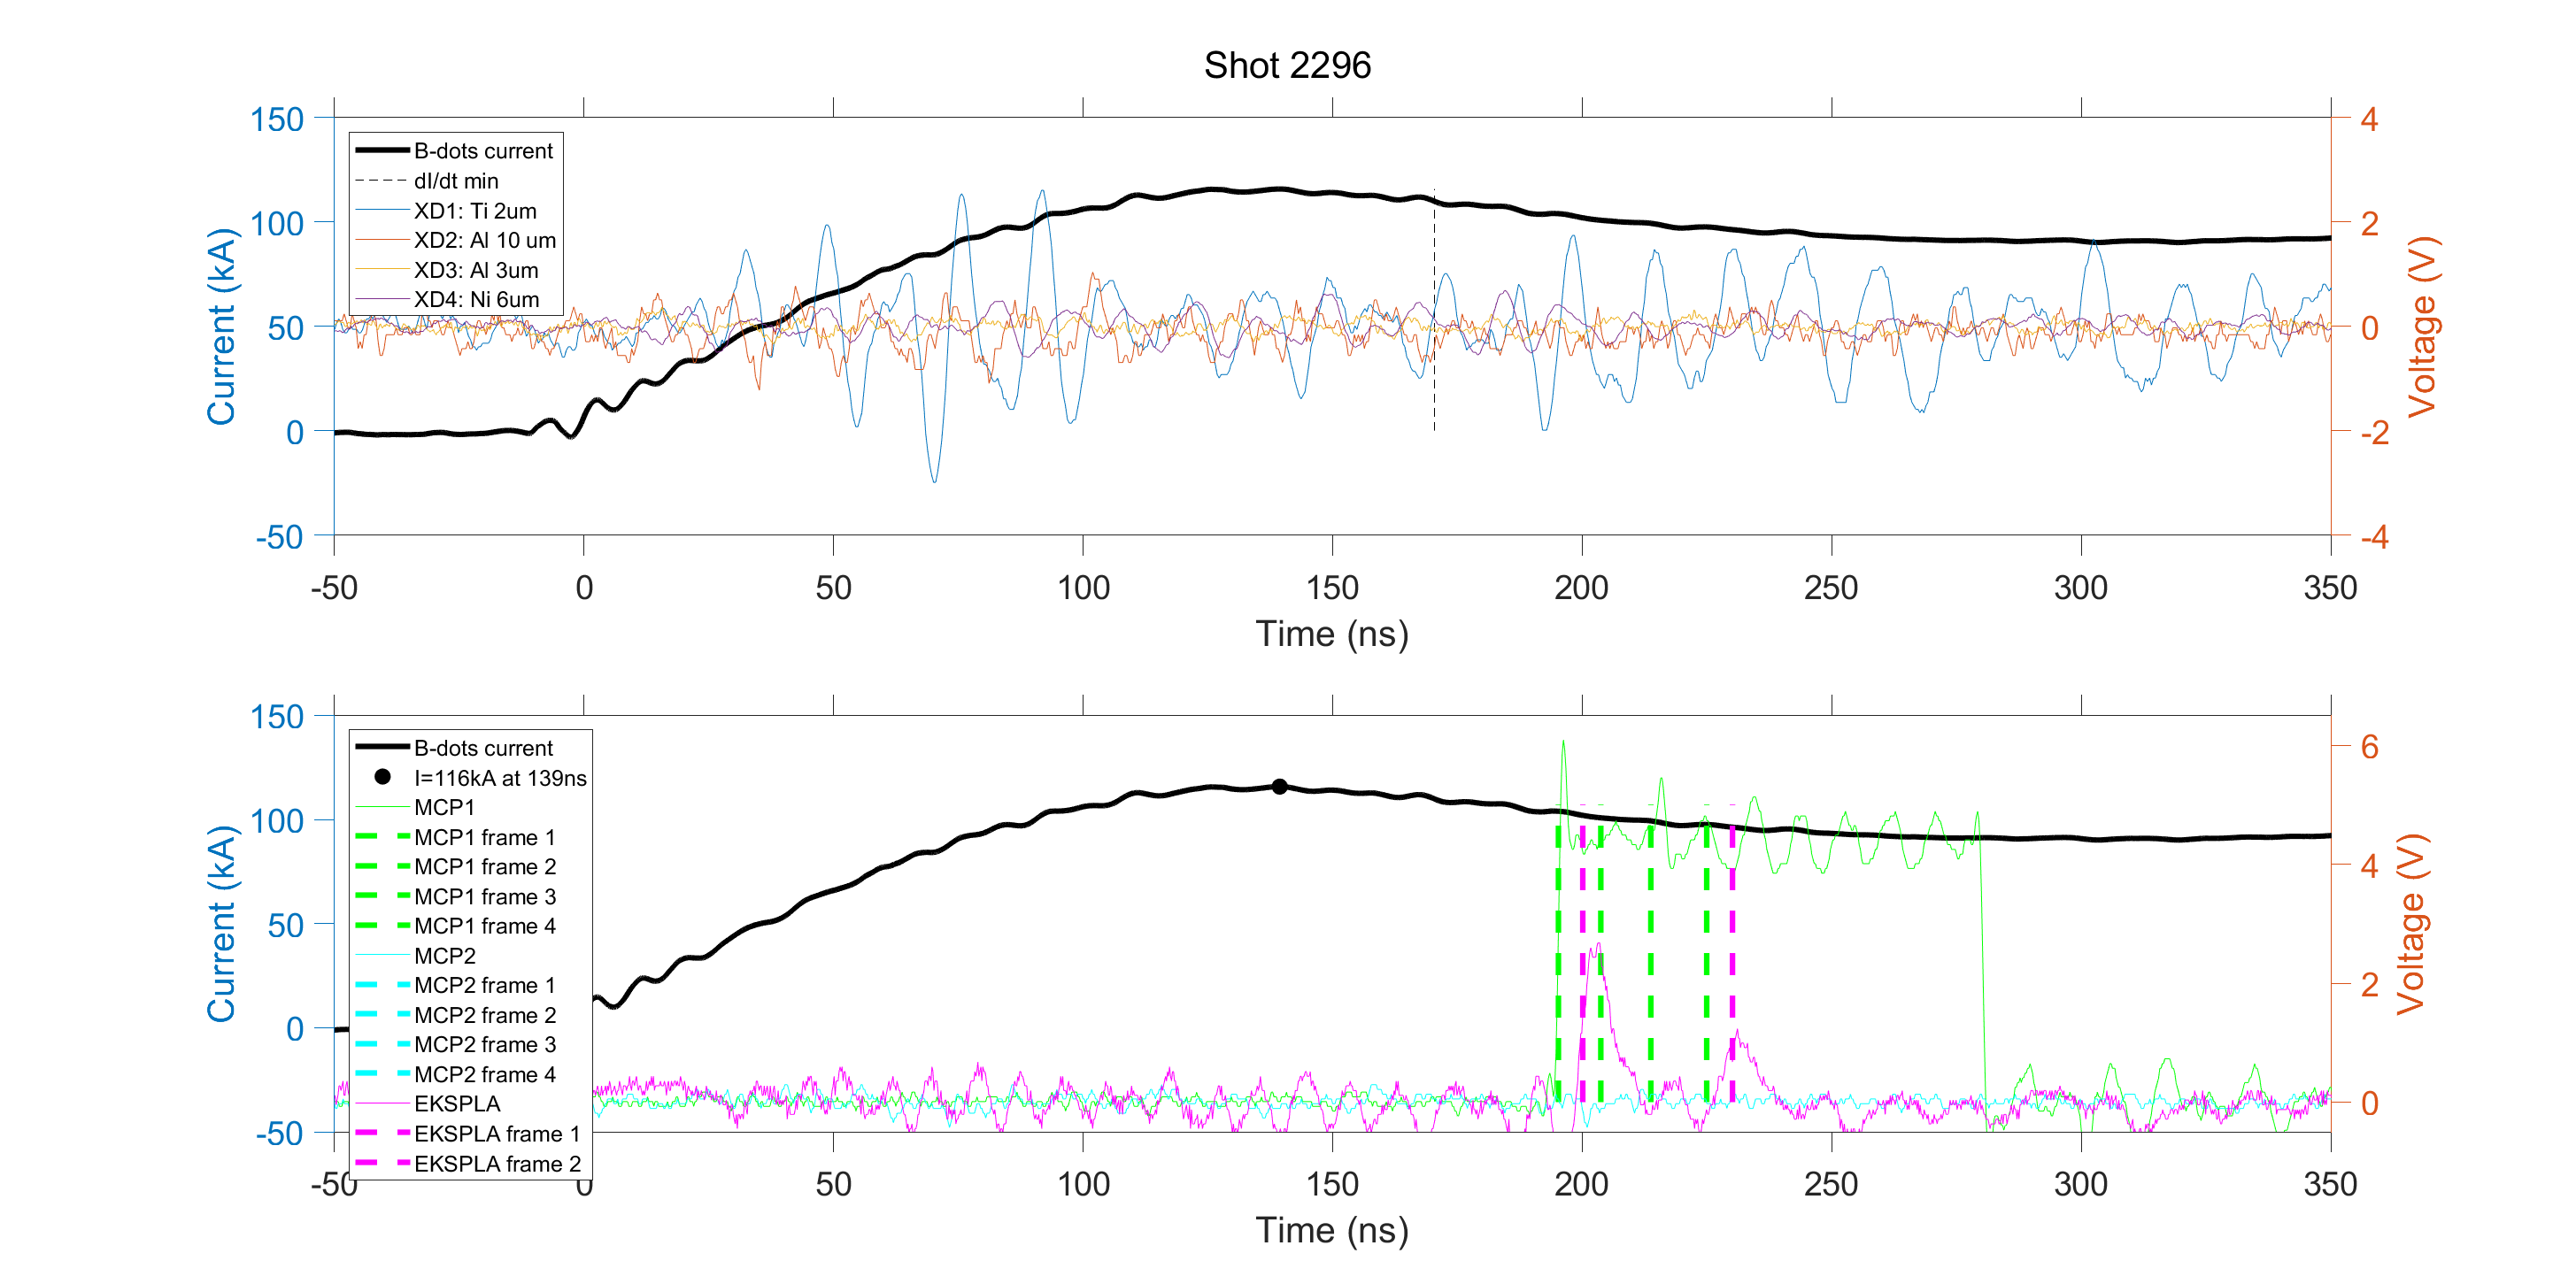 Shot 2296
150
100
50
0
-50
Current (kA)
4
2
0
-2
-4
Voltage (V)
B-dots current
dI/dt min
XD1: Ti 2um
XD2: Al 10 um
XD3: Al 3um
XD4: Ni 6um
-50 0 50 100 150 200 250 300 350
Time (ns)
150
100
50
0
-50
Current (kA)
6
4
2
0
Voltage (V)
B-dots current
I=116kA at 139ns
MCP1
MCP1 frame 1
MCP1 frame 2
MCP1 frame 3
MCP1 frame 4
MCP2
MCP2 frame 1
MCP2 frame 2
MCP2 frame 3
MCP2 frame 4
EKSPLA
EKSPLA frame 1
EKSPLA frame 2
-50 0 50 100 150 200 250 300 350
Time (ns)